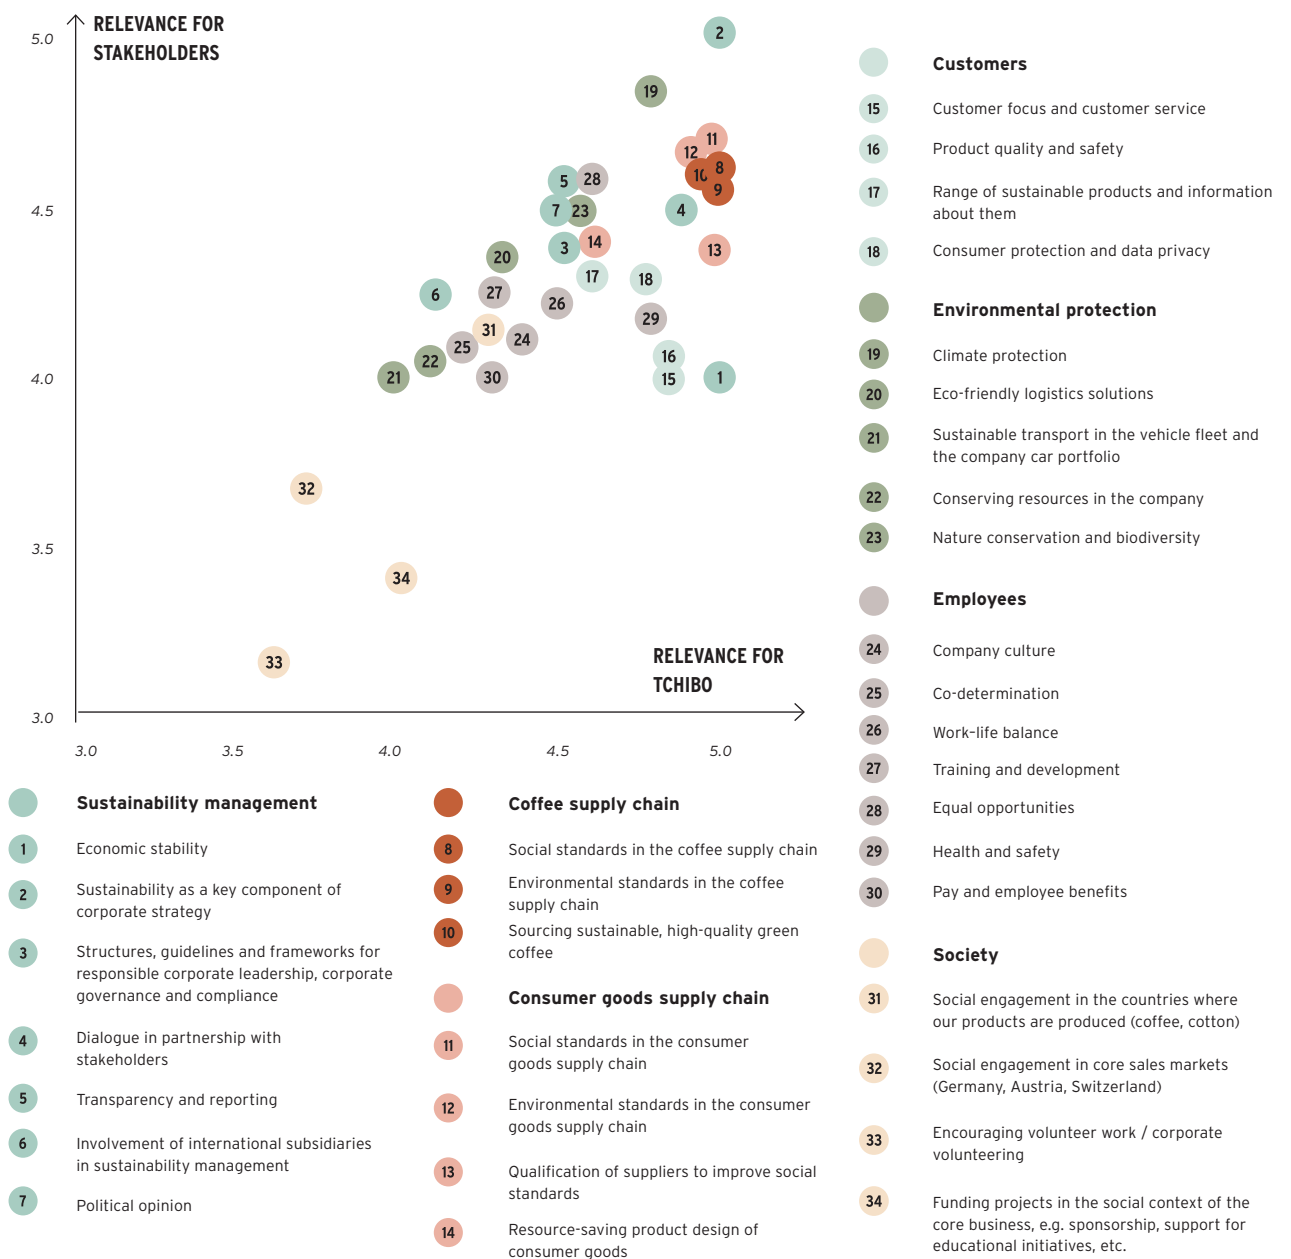 RELEVANCE FOR
STAKEHOLDERS
5.0
4.5
4.0
3.5
3.0
2
19
11
12
8
10
9
5
28
7
23
4
3
14
13
20
17
18
6
27
26
29
31
24
25
22
16
21
30
15
1
32
34
33
RELEVANCE FOR
TCHIBO
3.0
3.5
4.0
4.5
5.0
Sustainability management
1 Economic stability
2 Sustainability as a key component of
corporate strategy
3 Structures, guidelines and frameworks for
responsible corporate leadership, corporate
governance and compliance
4 Dialogue in partnership with
stakeholders
5 Transparency and reporting
6 Involvement of international subsidiaries
in sustainability management
7 Political opinion
Coffee supply chain
8 Social standards in the coffee supply chain
9 Environmental standards in the coffee
supply chain
10 Sourcing sustainable, high-quality green
coffee
Consumer goods supply chain
11 Social standards in the consumer
goods supply chain
12 Environmental standards in the consumer
goods supply chain
13 Qualification of suppliers to improve social
standards
14 Resource-saving product design of
consumer goods
Customers
15 Customer focus and customer service
16 Product quality and safety
17 Range of sustainable products and information
about them
18 Consumer protection and data privacy
Environmental protection
19 Climate protection
20 Eco-friendly logistics solutions
21 Sustainable transport in the vehicle fleet and
the company car portfolio
22 Conserving resources in the company
23 Nature conservation and biodiversity
Employees
24 Company culture
25 Co-determination
26 Work–life balance
27 Training and development
28 Equal opportunities
29 Health and safety
30 Pay and employee benefits
Society
31 Social engagement in the countries where
our products are produced (coffee, cotton)
32 Social engagement in core sales markets
(Germany, Austria, Switzerland)
33 Encouraging volunteer work / corporate
volunteering
34 Funding projects in the social context of the
core business, e.g. sponsorship, support for
educational initiatives, etc.